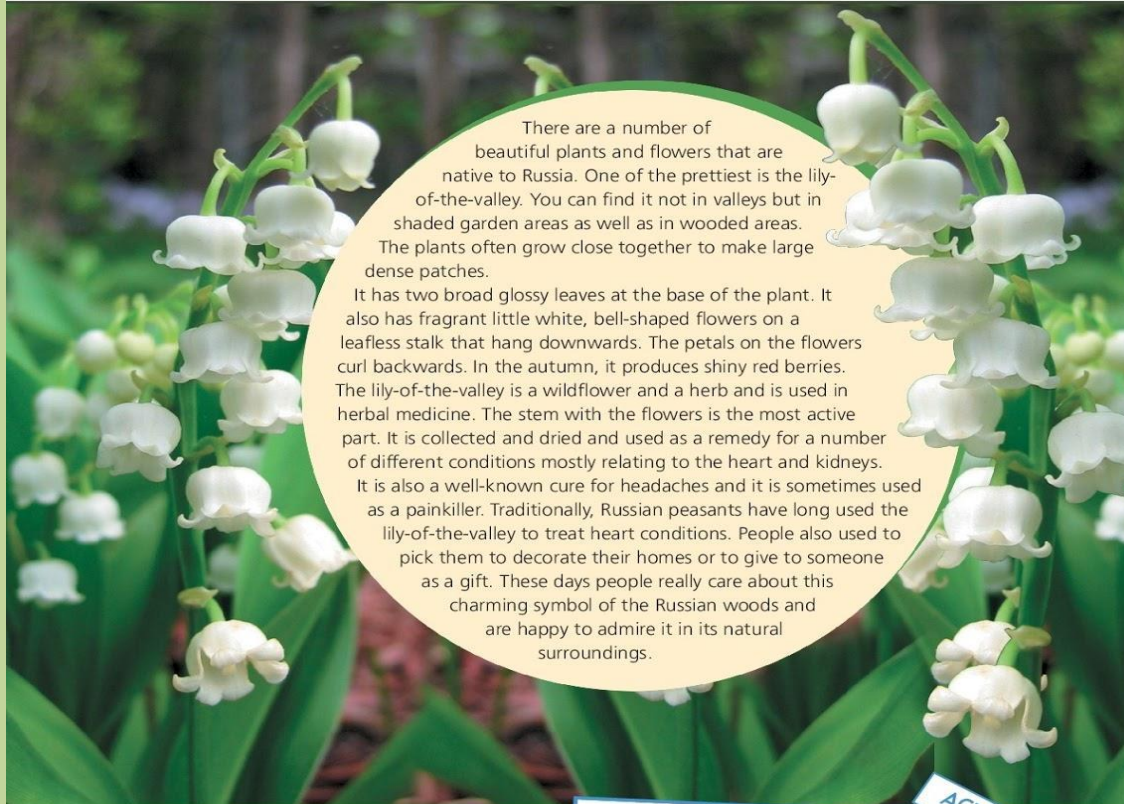 There are a number of
beautiful plants and flowers that are
native to Russia. One of the prettiest is the lily-
of-the-valley. You can find it not in valleys but in
shaded garden areas as well as in wooded areas.
The plants often grow close together to make large
dense patches.
It has two broad glossy leaves at the base of the plant. It
also has fragrant little white, bell-shaped flowers on a
leafless stalk that hang downwards. The petals on the flowers
curl backwards. In the autumn, it produces shiny red berries.
The lily-of-the-valley is a wildflower and a herb and is used in
herbal medicine. The stem with the flowers is the most active
part. It is collected and dried and used as a remedy for a number
of different conditions mostly relating to the heart and kidneys.
It is also a well-known cure for headaches and it is sometimes used
as a painkiller. Traditionally, Russian peasants have long used the
lily-of-the-valley to treat heart conditions. People also used to
pick them to decorate their homes or to give to someone
as a gift. These days people really care about this
charming symbol of the Russian woods and
are happy to admire it in its natural
surroundings.